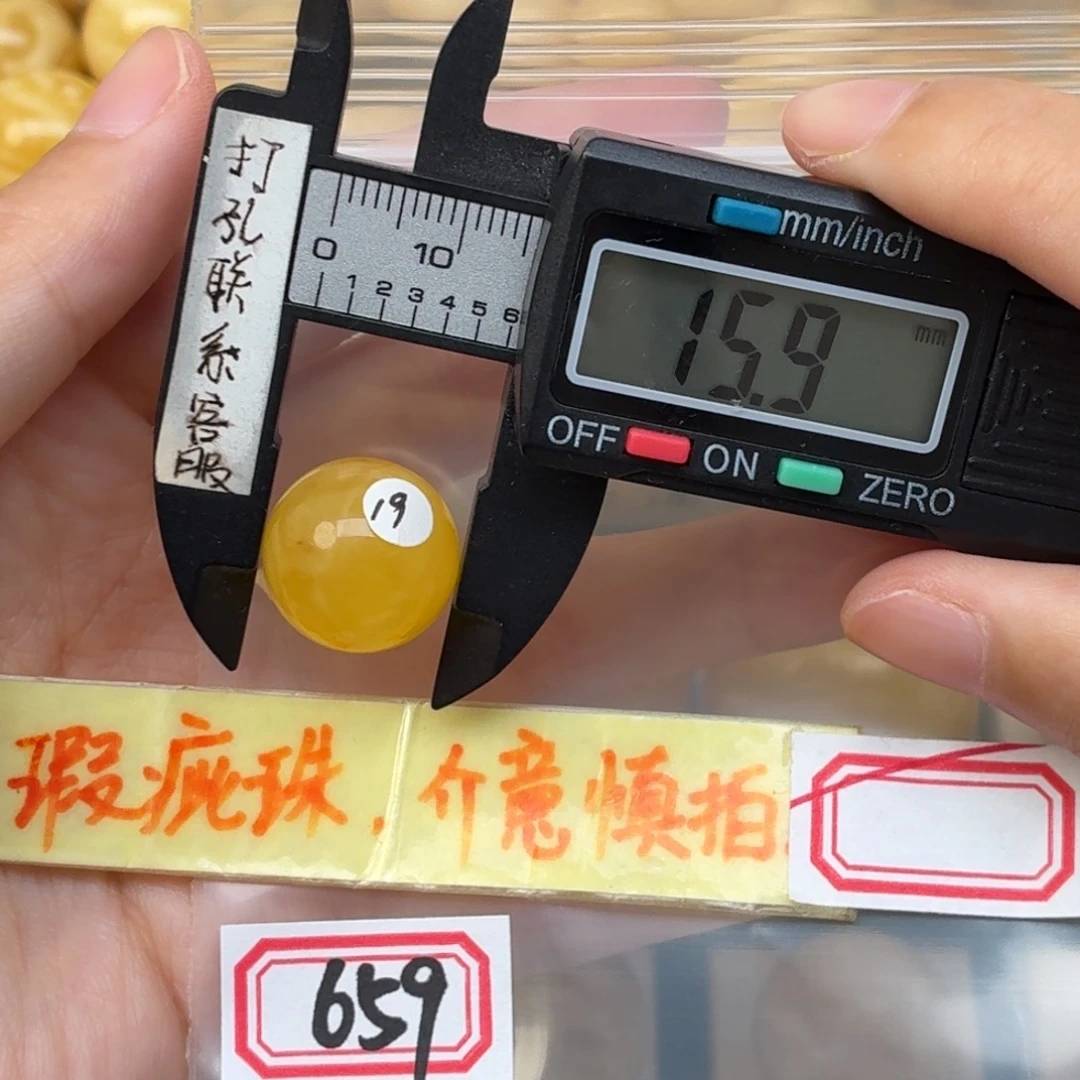 打孔联系客服
mm/inch
0 10
1 2 3 4 5 6
15.9 mm
OFF ON ZERO
19
瑕疵珠，介意慎拍
659